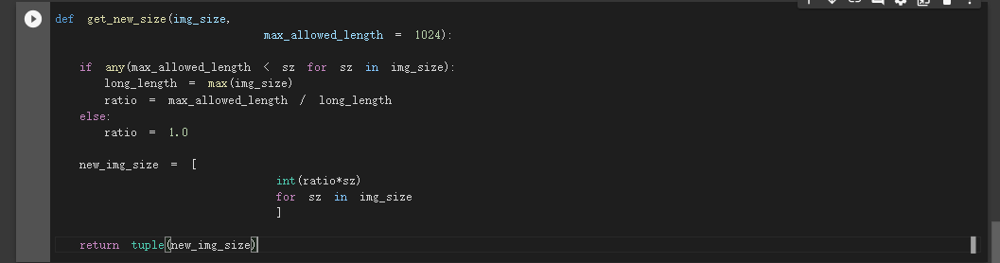 def get_new_size(img_size,
                 max_allowed_length = 1024):
    if any(max_allowed_length < sz for sz in img_size):
        long_length = max(img_size)
        ratio = max_allowed_length / long_length
    else:
        ratio = 1.0
    new_img_size = [
                    int(ratio*sz)
                    for sz in img_size
                    ]
    return tuple(new_img_size)